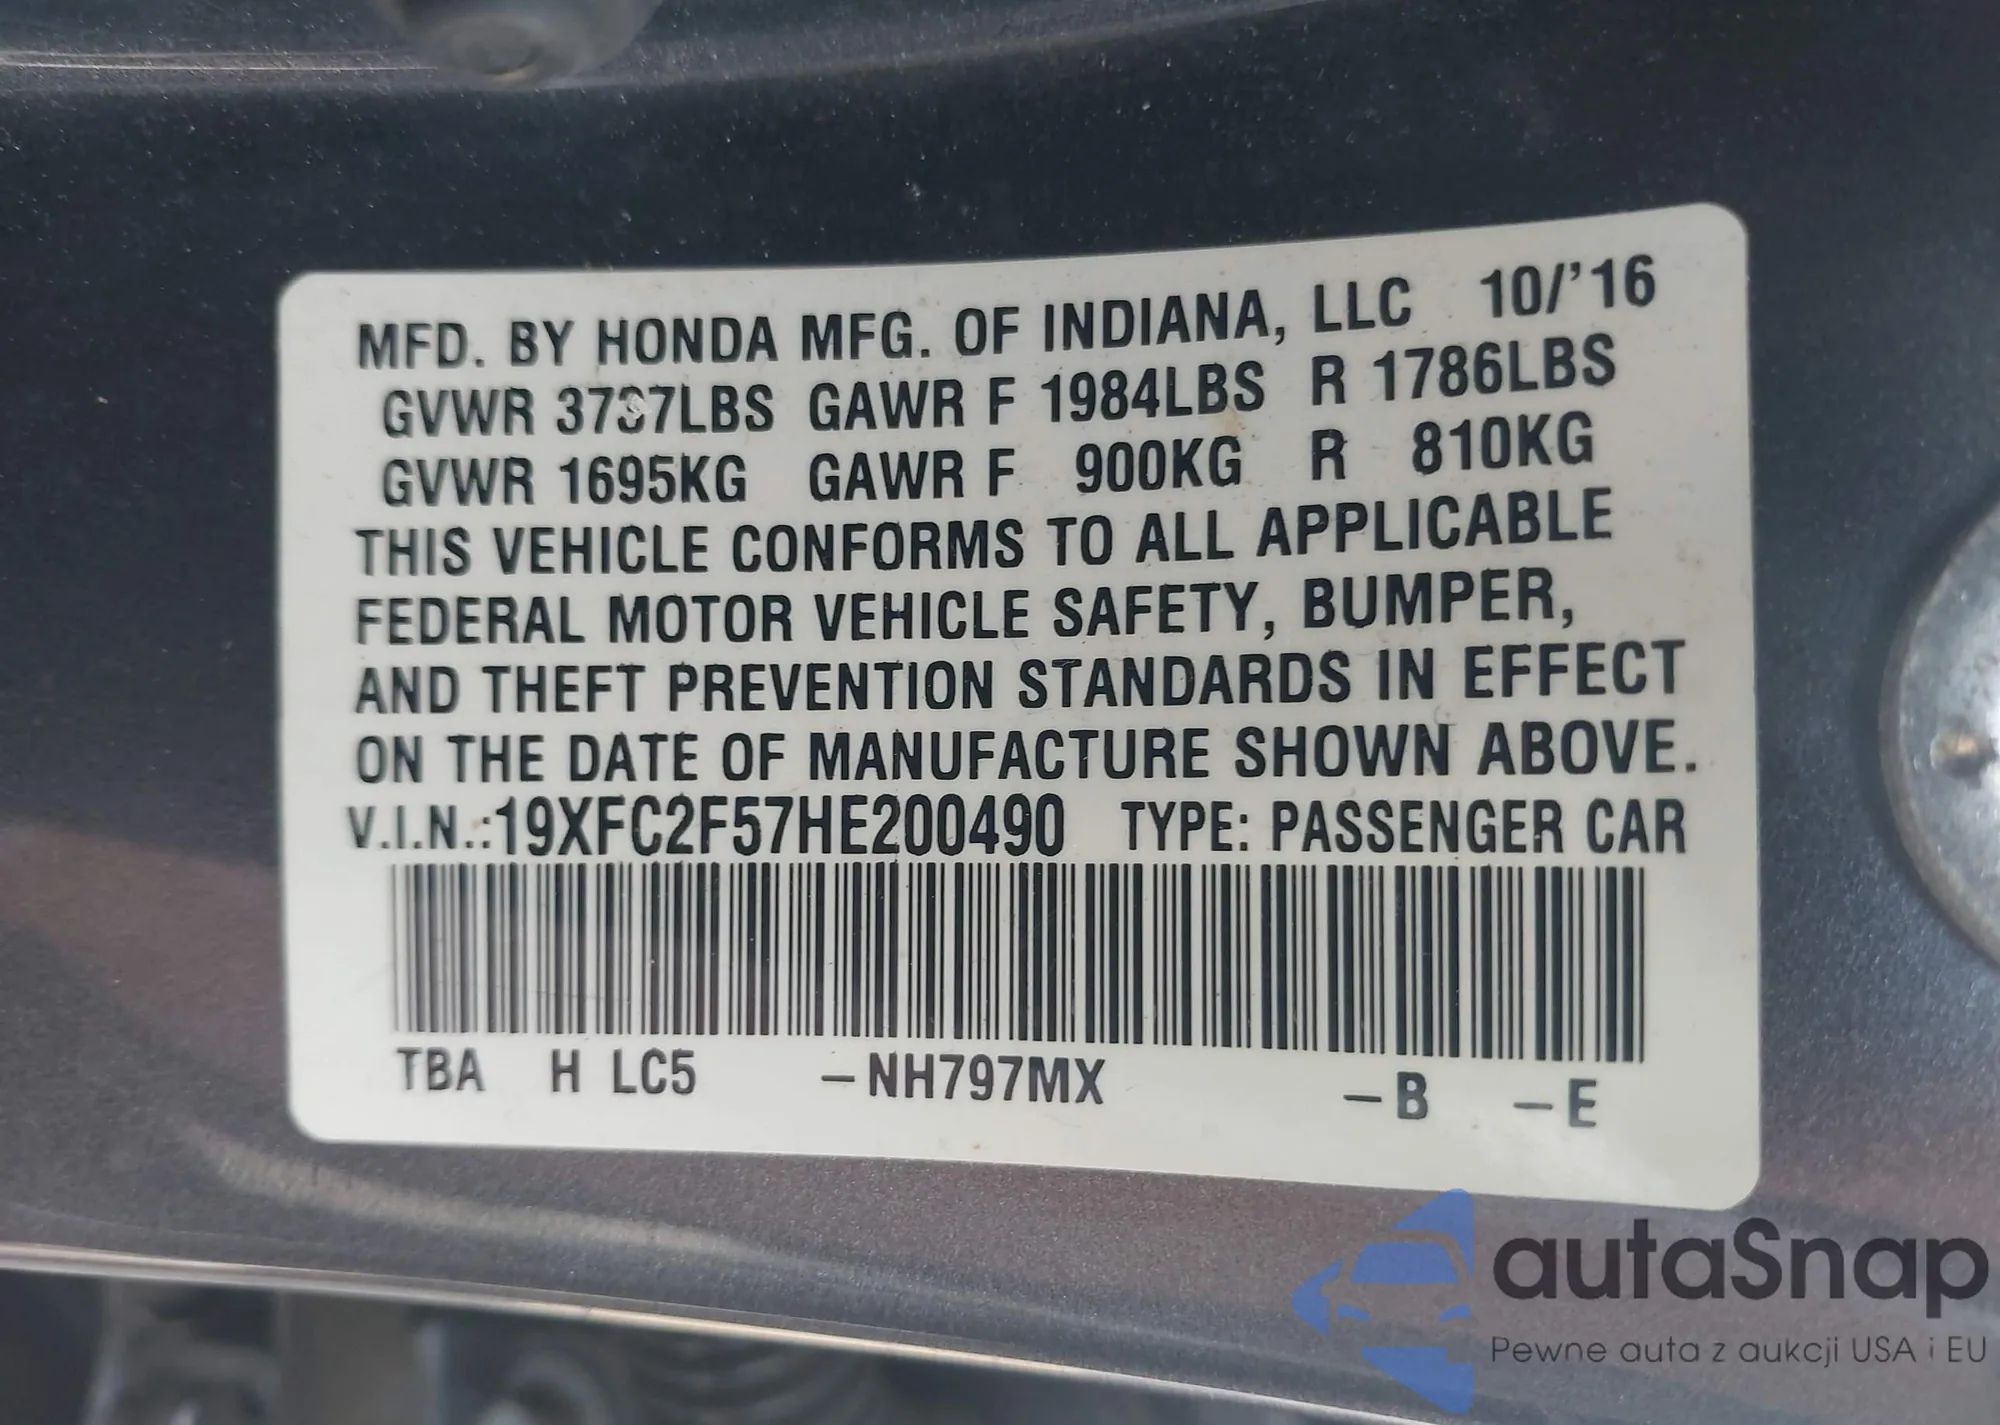 MFD. BY HONDA MFG. OF INDIANA, LLC 10/'16
GVWR 3737LBS GAWR F 1984LBS R 1786LBS
GVWR 1695KG GAWR F 900KG R 810KG
THIS VEHICLE CONFORMS TO ALL APPLICABLE
FEDERAL MOTOR VEHICLE SAFETY, BUMPER,
AND THEFT PREVENTION STANDARDS IN EFFECT
ON THE DATE OF MANUFACTURE SHOWN ABOVE.
V.I.N.:19XFC2F57HE200490 TYPE: PASSENGER CAR
TBA H LC5 –NH797MX –B –E
autaSnap
Pewne auta z aukcji USA i EU